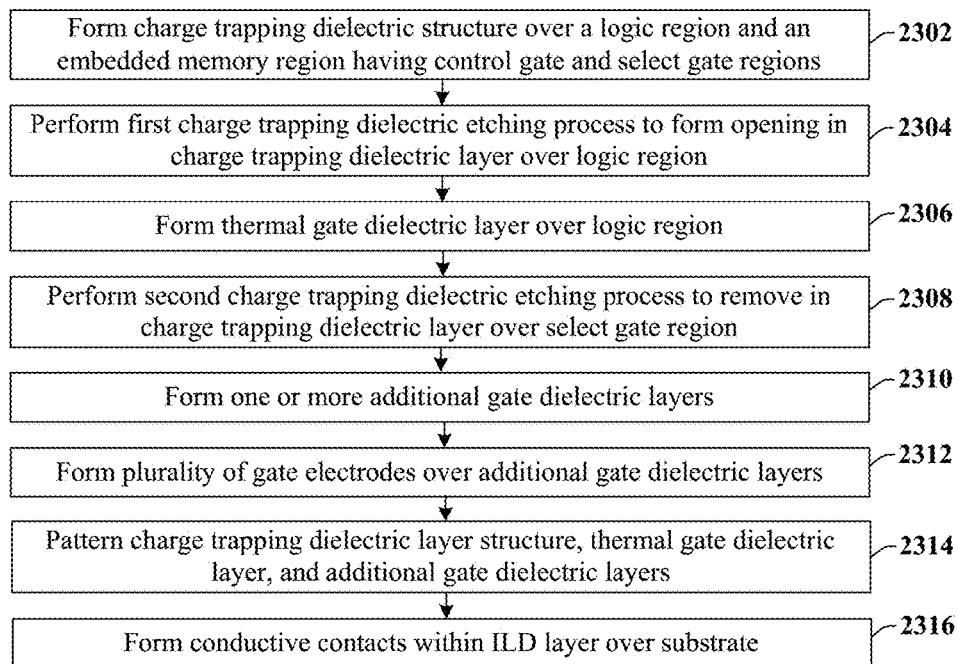 Form charge trapping dielectric structure over a logic region and an
embedded memory region having control gate and select gate regions
2302
Perform first charge trapping dielectric etching process to form opening in
charge trapping dielectric layer over logic region
2304
Form thermal gate dielectric layer over logic region
2306
Perform second charge trapping dielectric etching process to remove in
charge trapping dielectric layer over select gate region
2308
Form one or more additional gate dielectric layers
2310
Form plurality of gate electrodes over additional gate dielectric layers
2312
Pattern charge trapping dielectric layer structure, thermal gate dielectric
layer, and additional gate dielectric layers
2314
Form conductive contacts within ILD layer over substrate
2316